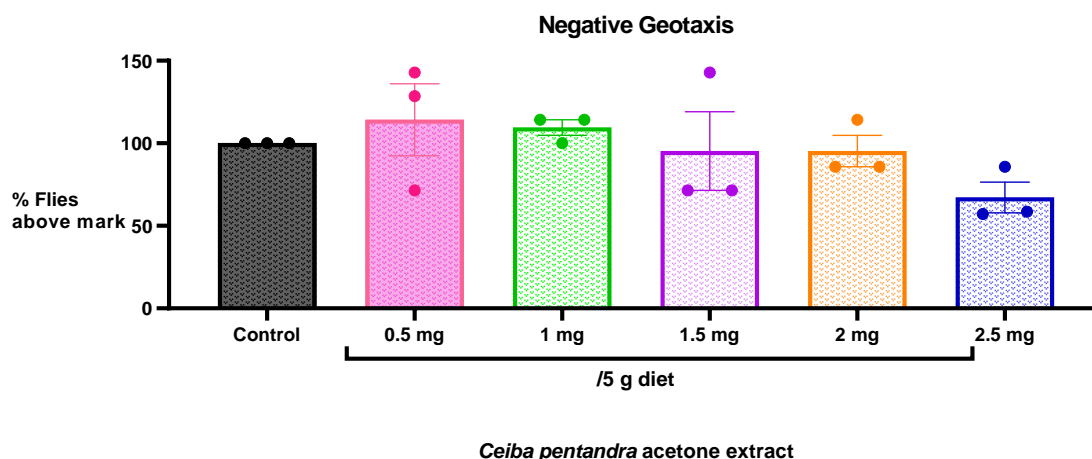 Negative Geotaxis
150
100
50
0
% Flies
above mark
Control 0.5 mg 1 mg 1.5 mg 2 mg 2.5 mg
/5 g diet
Ceiba pentandra acetone extract